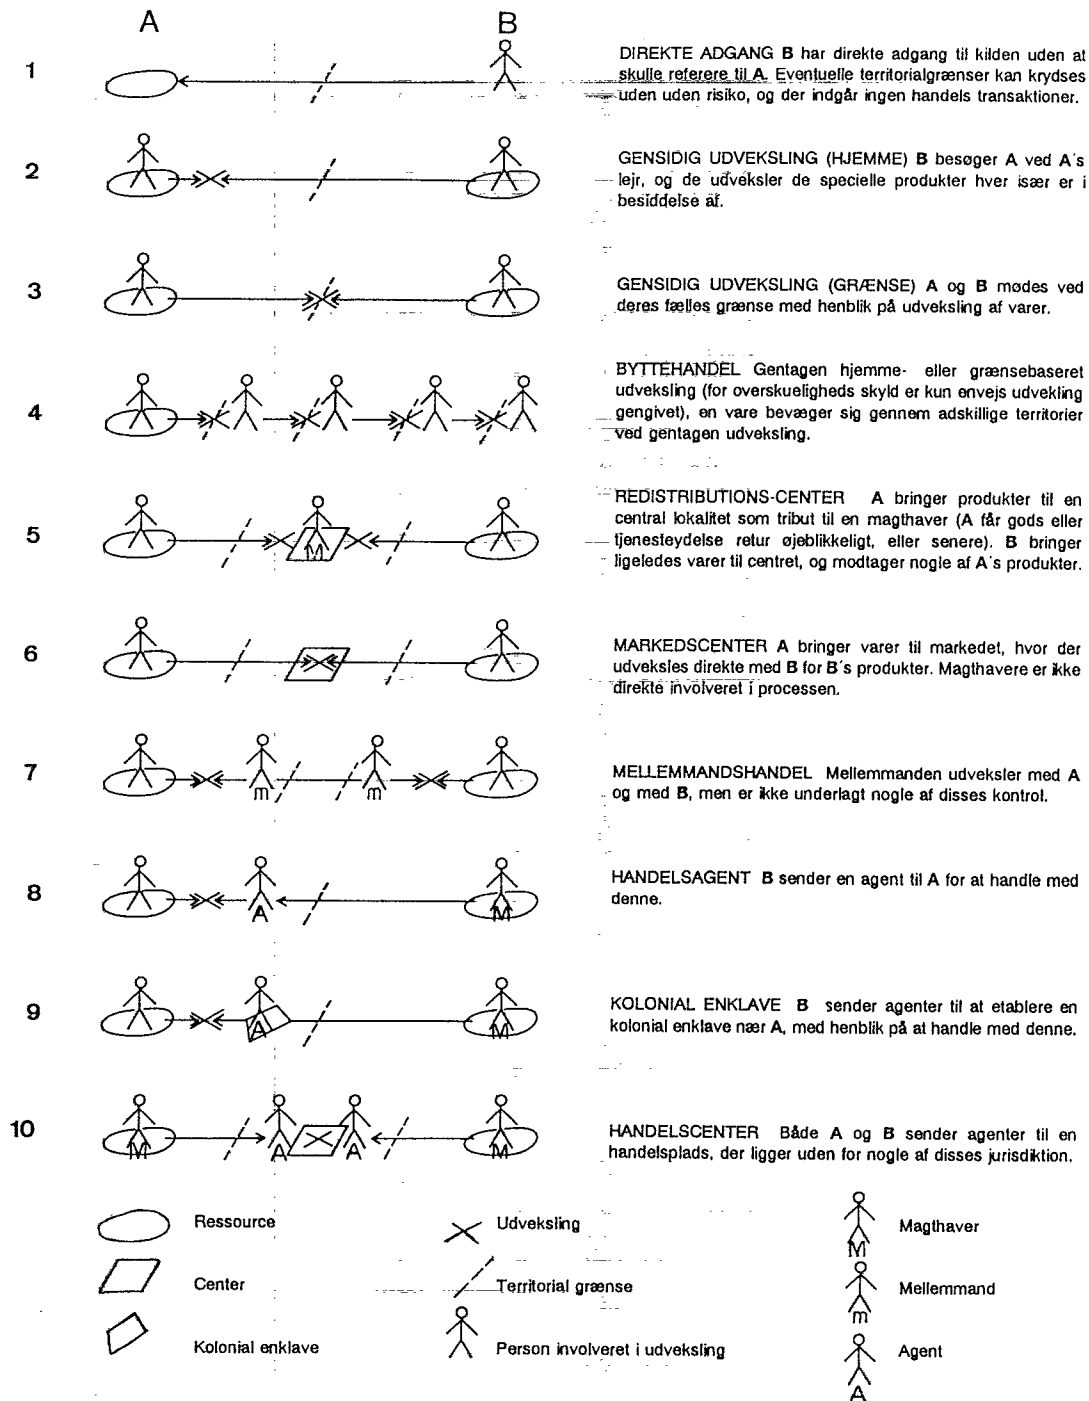 A B
1
DIREKTE ADGANG B har direkte adgang til kilden uden at
skulle referere til A. Eventuelle territorialgrænser kan krydses
uden uden risiko, og der indgår ingen handels transaktioner.
2
GENSIDIG UDVEKSLING (HJEMME) B besøger A ved A's
lejr, og de udveksler de specielle produkter hver især er i
besiddelse af.
3
GENSIDIG UDVEKSLING (GRÆNSE) A og B mødes ved
deres fælles grænse med henblik på udveksling af varer.
4
BYTTEHANDEL Gentagen hjemme- eller grænsebaseret
udveksling (for overskueligheds skyld er kun envejs udvekling
gengivet), en vare bevæger sig gennem adskillige territorier
ved gentagen udveksling.
5
M
REDISTRIBUTIONS-CENTER A bringer produkter til en
central lokalitet som tribut til en magthaver (A får gods eller
tjenesteydelse retur øjeblikkeligt, eller senere). B bringer
ligeledes varer til centret, og modtager nogle af A's produkter.
6
MARKEDSCENTER A bringer varer til markedet, hvor der
udveksles direkte med B for B's produkter. Magthavere er ikke
direkte involveret i processen.
7
m m
MELLEMMANDSHANDEL Mellemmanden udveksler med A
og med B, men er ikke underlagt nogle af disses kontrol.
8
A M
HANDELSAGENT B sender en agent til A for at handle med
denne.
9
A M
KOLONIAL ENKLAVE B sender agenter til at etablere en
kolonial enklave nær A, med henblik på at handle med denne.
10
M A A M
HANDELSCENTER Både A og B sender agenter til en
handelsplads, der ligger uden for nogle af disses jurisdiktion.
Ressource
Center
Kolonial enklave
Udveksling
Territorial grænse
Person involveret i udveksling
M Magthaver
m Mellemmand
A Agent